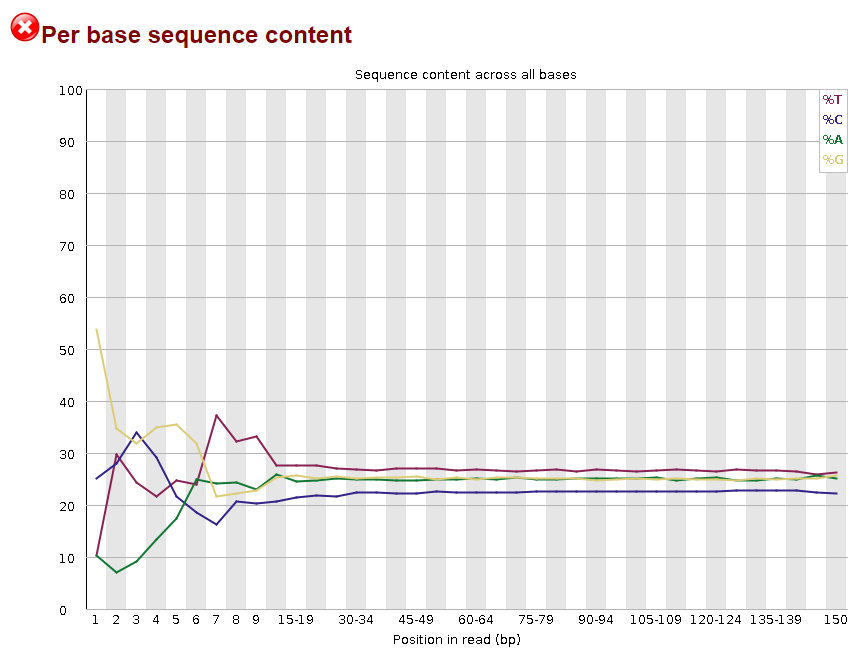 Per base sequence content
Sequence content across all bases
100
90
80
70
60
50
40
30
20
10
0
%T
%C
%A
%G
1 2 3 4 5 6 7 8 9 15-19 30-34 45-49 60-64 75-79 90-94 105-109 120-124 135-139 150
Position in read (bp)